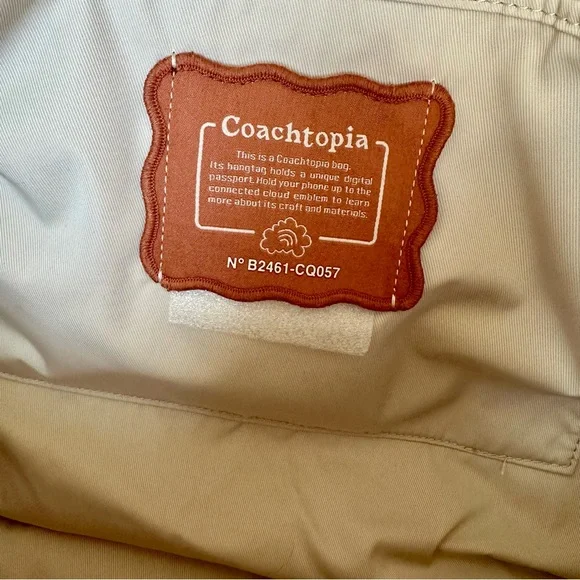 Coachtopia
This is a Coachtopia bag.
Its hangtag holds a unique digital
passport. Hold your phone up to the
connected cloud emblem to learn
more about its craft and materials.
N° B2461-CQ057